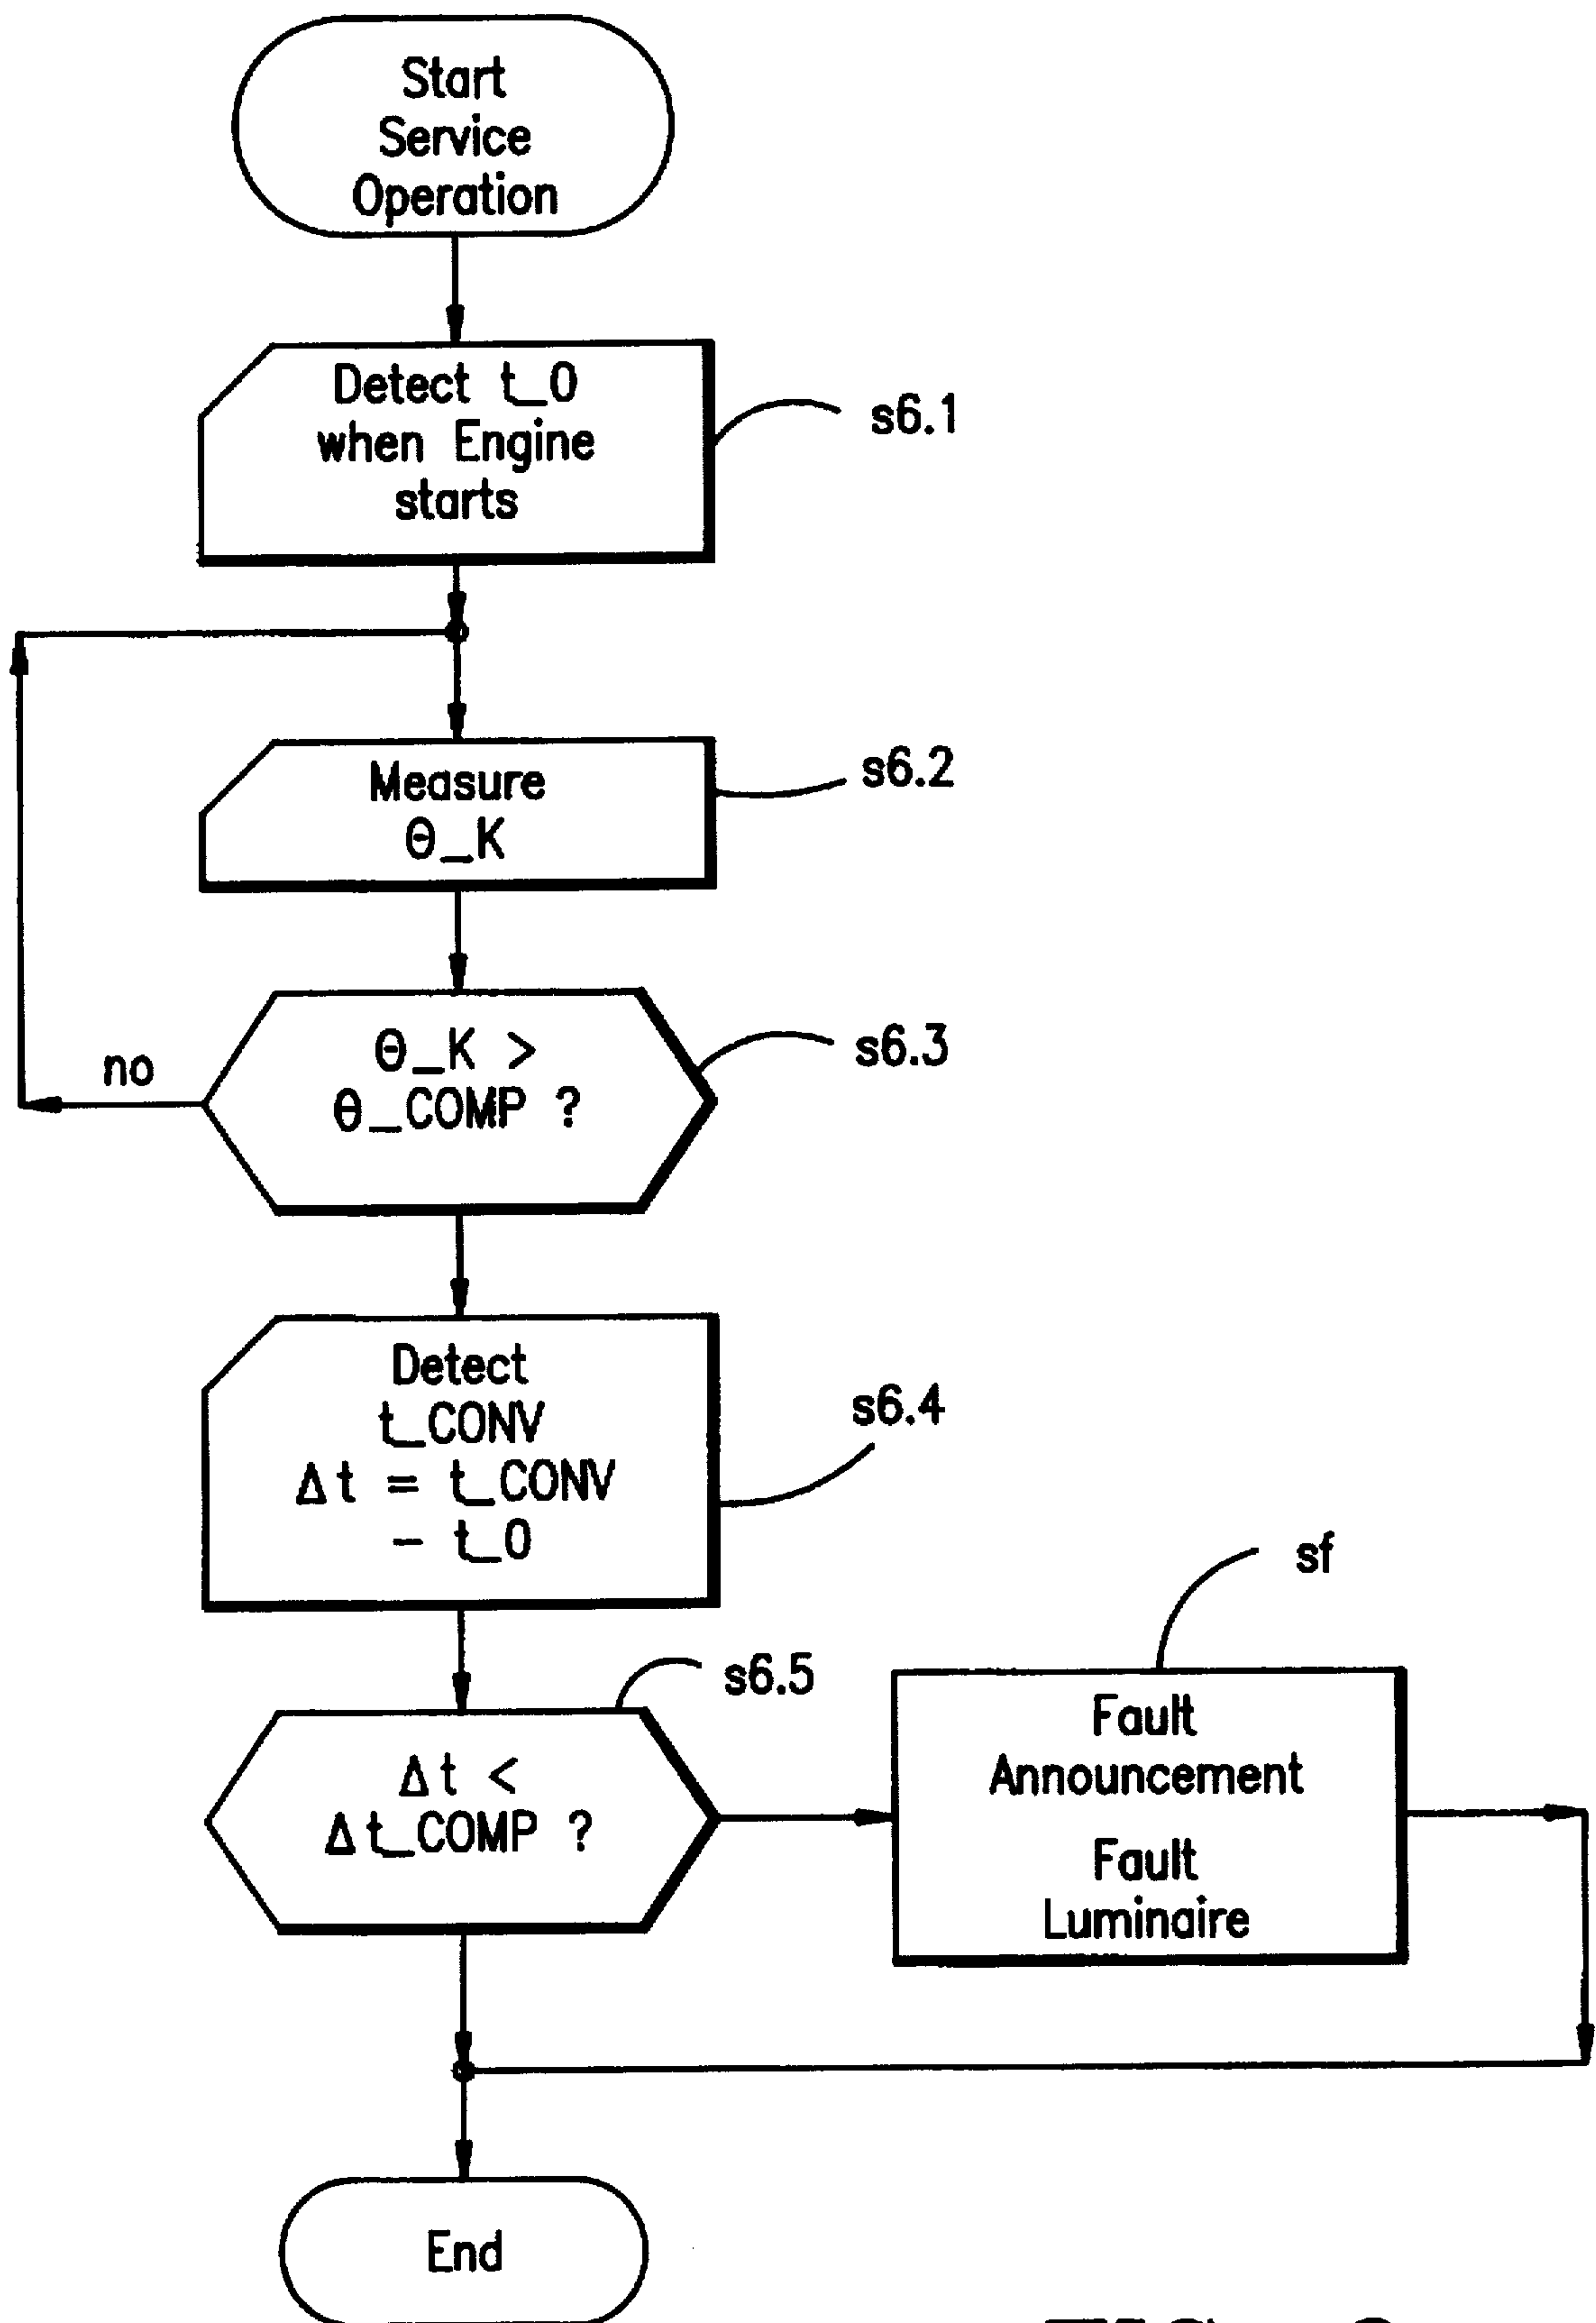 Start
Service
Operation
Detect t_0
when Engine
starts
s6.1
Measure
Θ_K
s6.2
Θ_K >
θ_COMP ?
s6.3
no
Detect
t_CONV
Δt = t_CONV
- t_0
s6.4
Δt <
Δt_COMP ?
s6.5
Fault
Announcement
Fault
Luminaire
sf
End